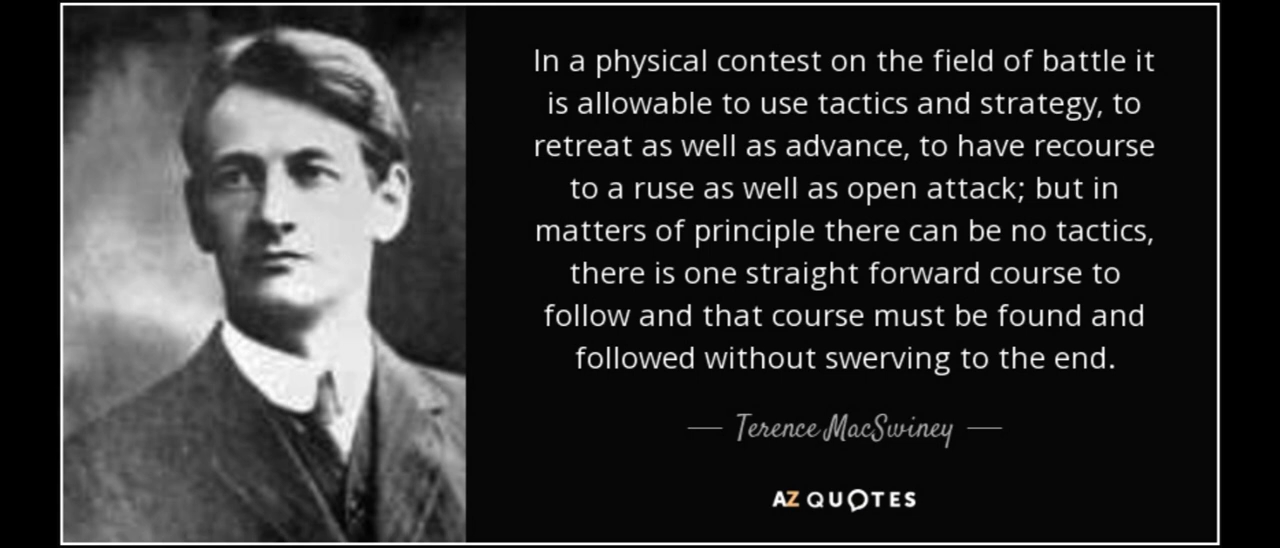 In a physical contest on the field of battle it
is allowable to use tactics and strategy, to
retreat as well as advance, to have recourse
to a ruse as well as open attack; but in
matters of principle there can be no tactics,
there is one straight forward course to
follow and that course must be found and
followed without swerving to the end.
Terence MacSwiney
AZ QUOTES